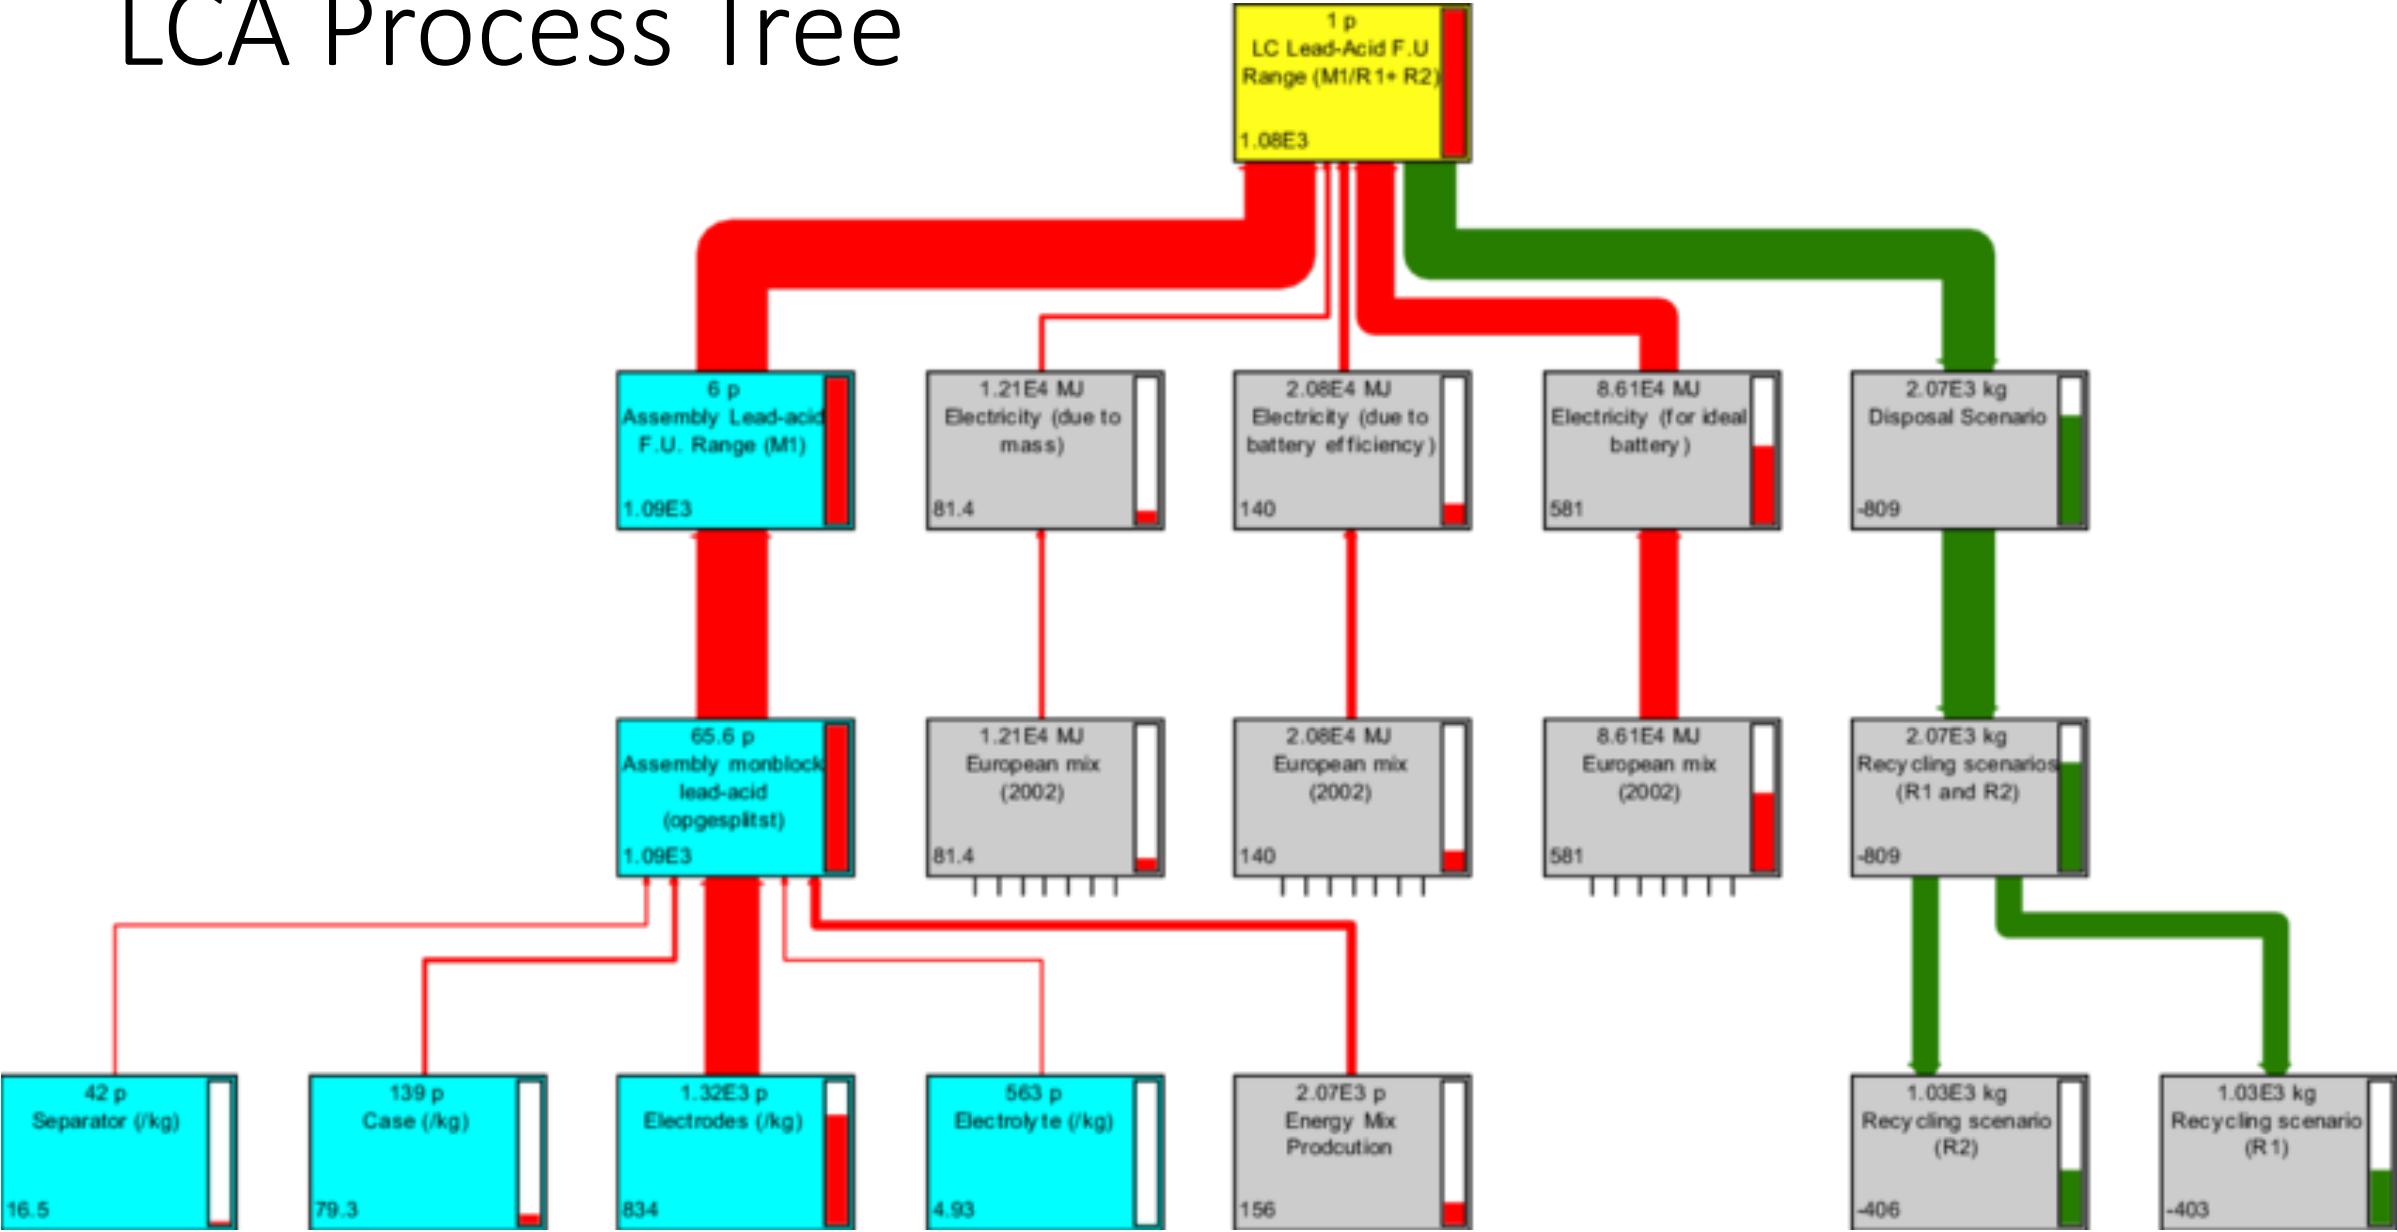 LCA Process Tree
1 p
LC Lead-Acid F.U
Range (M1/R1+ R2)
1.08E3
6 p
Assembly Lead-acid
F.U. Range (M1)
1.09E3
1.21E4 MJ
Electricity (due to
mass)
81.4
2.08E4 MJ
Electricity (due to
battery efficiency)
140
8.61E4 MJ
Electricity (for ideal
battery)
581
2.07E3 kg
Disposal Scenario
-809
65.6 p
Assembly monblock
lead-acid
(opgesplitst)
1.09E3
1.21E4 MJ
European mix
(2002)
81.4
2.08E4 MJ
European mix
(2002)
140
8.61E4 MJ
European mix
(2002)
581
2.07E3 kg
Recycling scenarios
(R1 and R2)
-809
42 p
Separator (/kg)
16.5
139 p
Case (/kg)
79.3
1.32E3 p
Electrodes (/kg)
834
563 p
Electrolyte (/kg)
4.93
2.07E3 p
Energy Mix
Prodcution
156
1.03E3 kg
Recycling scenario
(R2)
-406
1.03E3 kg
Recycling scenario
(R1)
-403